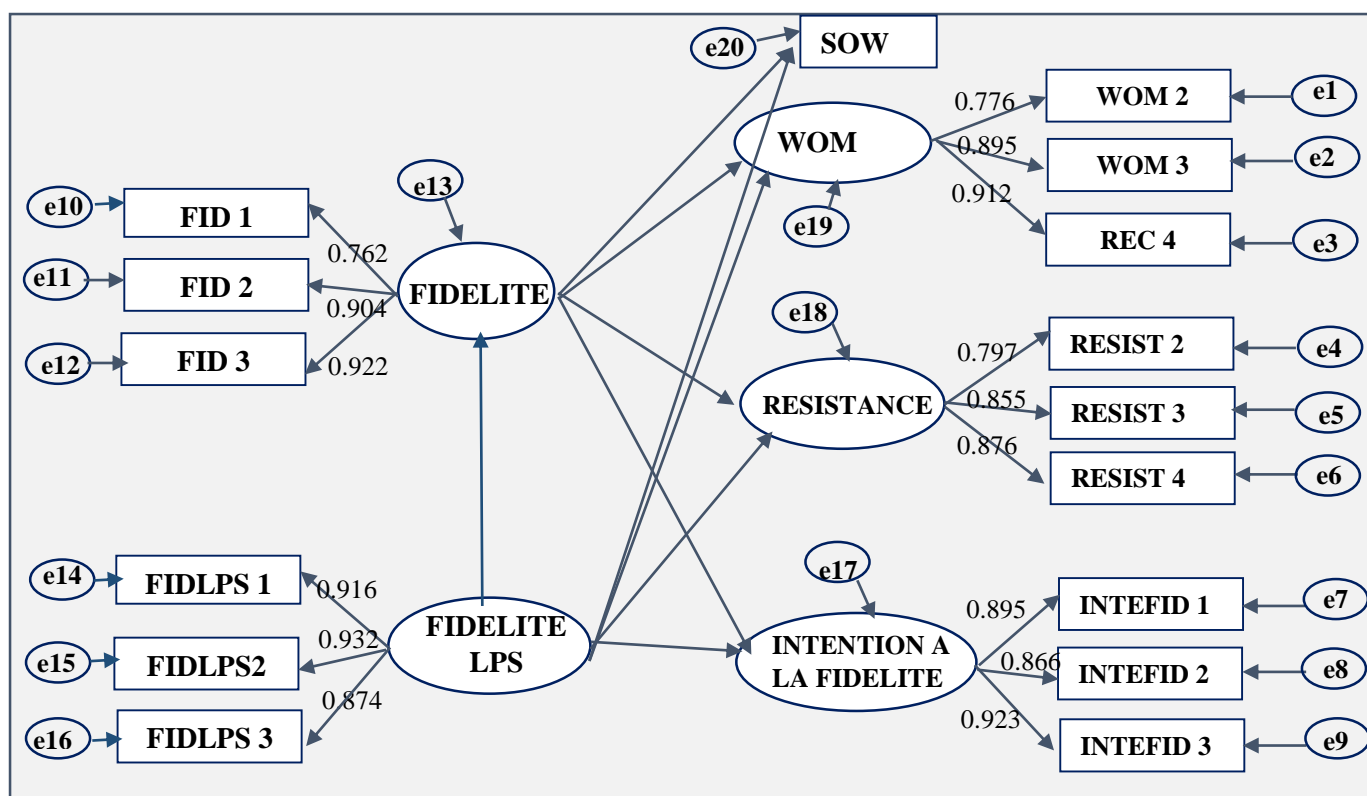 SOW
e20
WOM
0.776
WOM 2
e1
0.895
WOM 3
e2
0.912
REC 4
e3
e19
e13
e10
FID 1
0.762
e11
FID 2
FIDELITE
0.904
e12
FID 3
0.922
e18
0.797
RESIST 2
e4
RESISTANCE
0.855
RESIST 3
e5
0.876
RESIST 4
e6
e14
FIDLPS 1
0.916
e15
FIDLPS2
0.932
FIDELITE
LPS
e16
FIDLPS 3
0.874
e17
0.895
INTEFID 1
e7
INTENTION A
LA FIDELITE
0.866
INTEFID 2
e8
0.923
INTEFID 3
e9